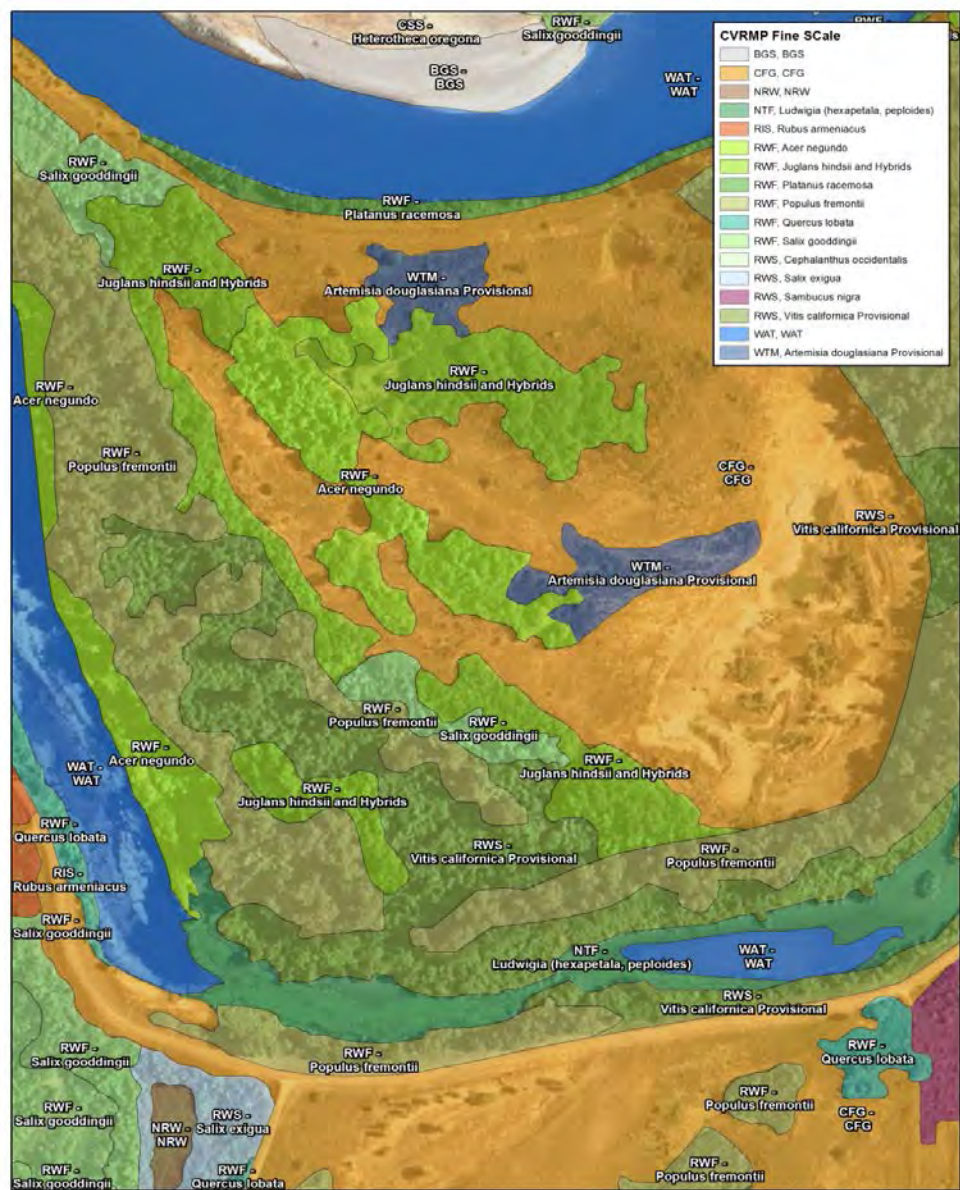 CSS -
Heterotheca oregona
RWF -
Salix gooddingii
RWF -
BGS -
BGS
WAT -
WAT
CVRMP Fine SCale
BGS, BGS
CFG, CFG
NRW, NRW
NTF, Ludwigia (hexapetala, peploides)
RIS, Rubus armeniacus
RWF, Acer negundo
RWF, Juglans hindsii and Hybrids
RWF, Platanus racemosa
RWF, Populus fremontii
RWF, Quercus lobata
RWF, Salix gooddingii
RWS, Cephalanthus occidentalis
RWS, Salix exigua
RWS, Sambucus nigra
RWS, Vitis californica Provisional
WAT, WAT
WTM, Artemisia douglasiana Provisional
RWF -
Salix gooddingii
RWF -
Platanus racemosa
RWF -
Juglans hindsii and Hybrids
WTM -
Artemisia douglasiana Provisional
RWF -
Juglans hindsii and Hybrids
RWF -
Acer negundo
RWF -
Populus fremontii
RWF -
Acer negundo
CFG -
CFG
RWS -
Vitis californica Provisional
WTM -
Artemisia douglasiana Provisional
RWF -
Populus fremontii
RWF -
Salix gooddingii
RWF -
Acer negundo
WAT -
WAT
RWF -
Juglans hindsii and Hybrids
RWF -
Juglans hindsii and Hybrids
RWF -
Quercus lobata
RWS -
Vitis californica Provisional
RWF -
Populus fremontii
RIS -
Rubus armeniacus
RWF -
Salix gooddingii
NTF -
Ludwigia (hexapetala, peploides)
WAT -
WAT
RWS -
Vitis californica Provisional
RWF -
Salix gooddingii
RWF -
Populus fremontii
RWF -
Quercus lobata
RWF -
Salix gooddingii
NRW -
NRW
RWS -
Salix exigua
RWF -
Populus fremontii
CFG -
CFG
RWF -
Salix gooddingii
RWF -
Quercus lobata
RWF -
Populus fremontii